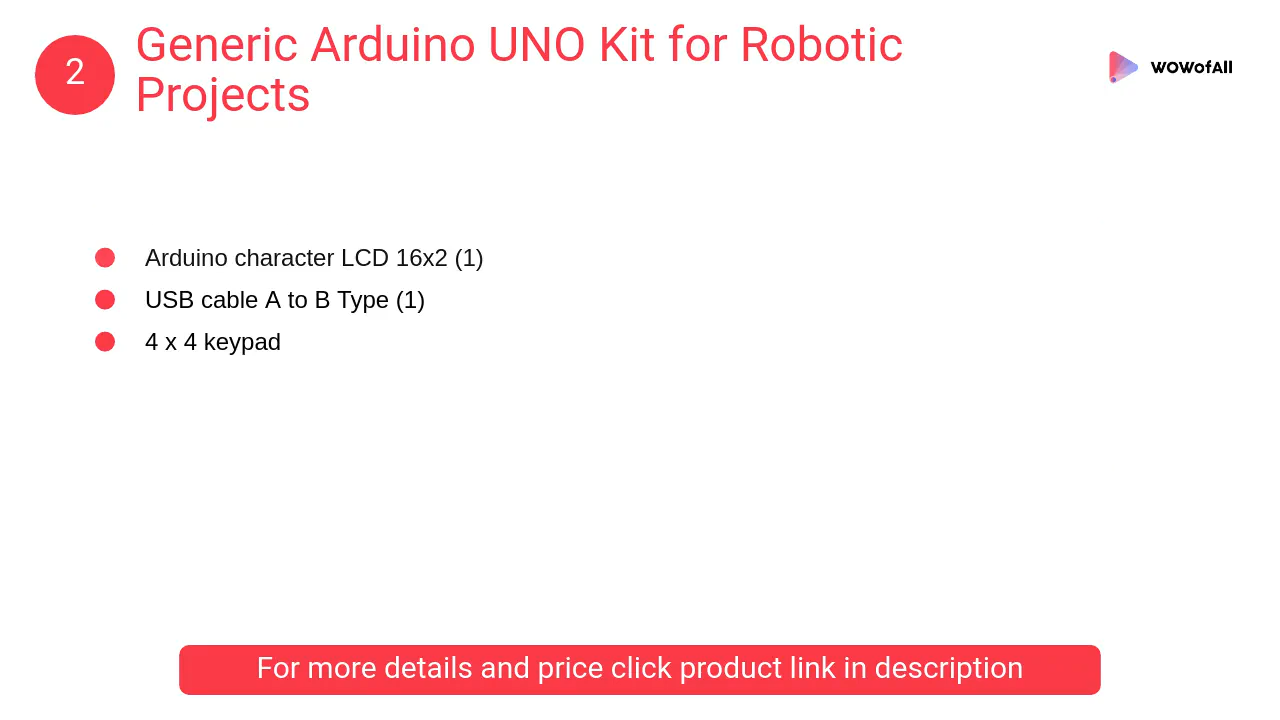 2
Generic Arduino UNO Kit for Robotic
Projects
WOWofAll
Arduino character LCD 16x2 (1)
USB cable A to B Type (1)
4 x 4 keypad
For more details and price click product link in description